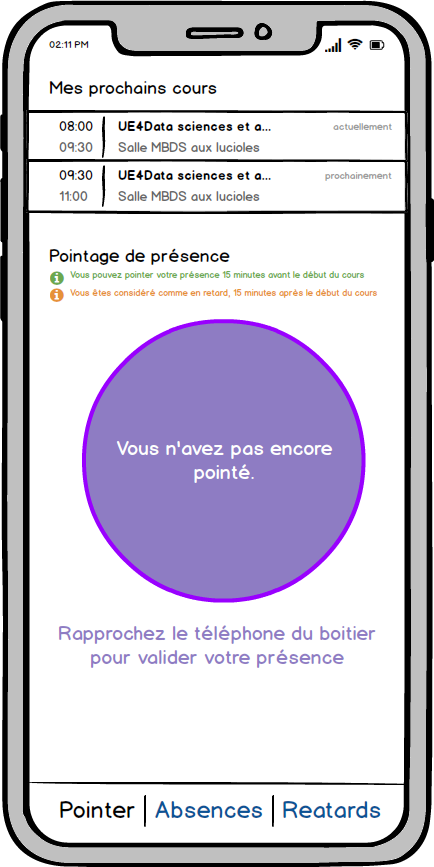 02:11 PM
Mes prochains cours
08:00 UE4Data sciences et a... actuellement
09:30 Salle MBDS aux lucioles
09:30 UE4Data sciences et a... prochainement
11:00 Salle MBDS aux lucioles
Pointage de présence
Vous pouvez pointer votre présence 15 minutes avant le début du cours
Vous êtes considéré comme en retard, 15 minutes après le début du cours
Vous n'avez pas encore
pointé.
Rapprochez le téléphone du boitier
pour valider votre présence
Pointer Absences Reatards